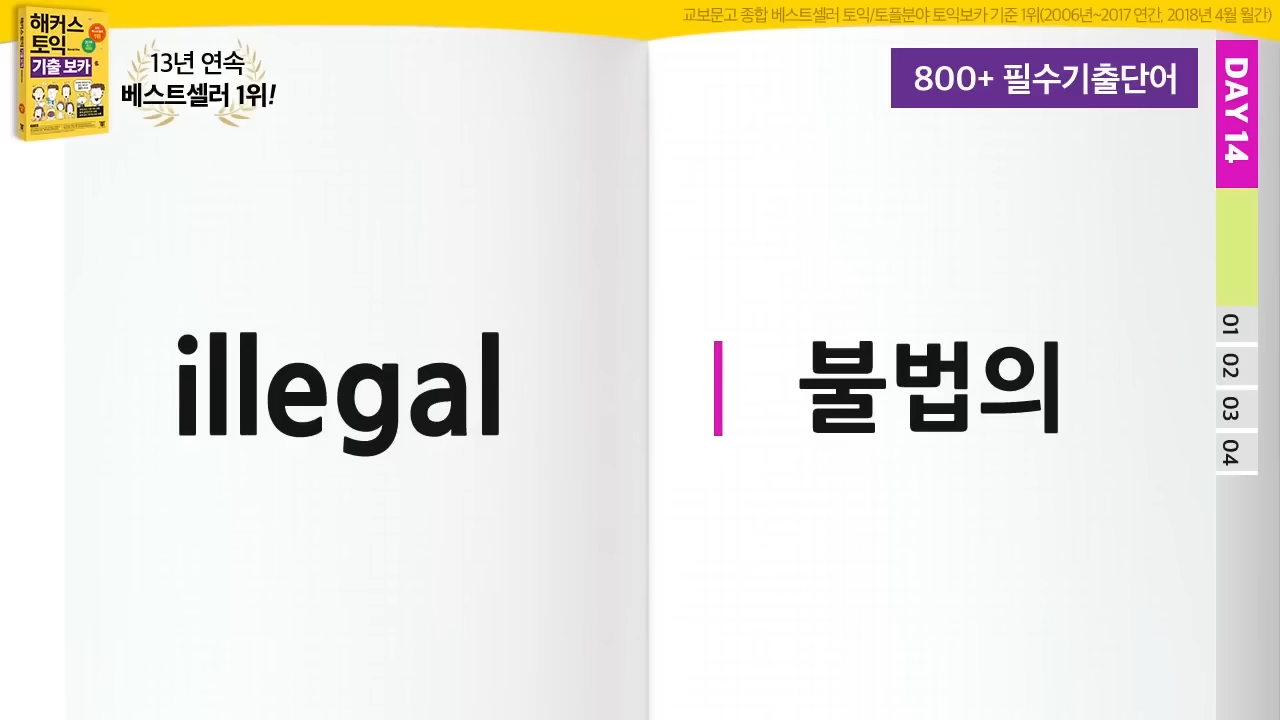 교보문고 종합 베스트셀러 토익/토플분야 토익보카 기준 1위(2006년~2017 연간, 2018년 4월 월간)
해커스
토익
기출 보카
13년 연속
베스트셀러 1위!
800+ 필수기출단어
DAY 14
illegal
불법의
01
02
03
04